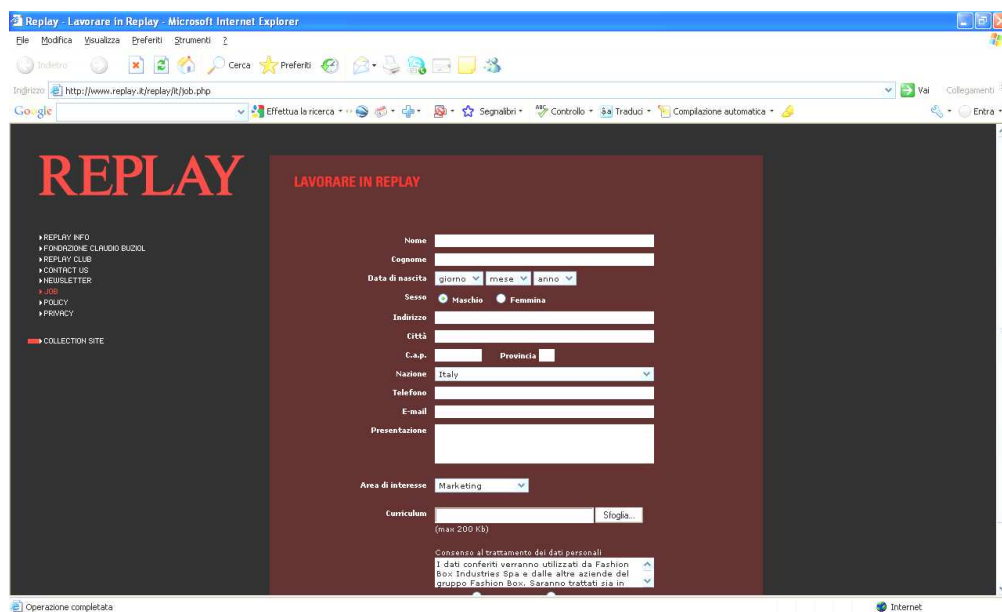 Replay - Lavorare in Replay - Microsoft Internet Explorer
File Modifica Visualizza Preferiti Strumenti ?
Indietro Cerca Preferiti
Indirizzo http://www.replay.it/replay/it/job.php Vai Collegamenti
Google Effettua la ricerca Segnalibri ABC Controllo Traduci Compilazione automatica Entra
REPLAY
REPLAY INFO
FONDAZIONE CLAUDIO BUZIOL
REPLAY CLUB
CONTACT US
NEWSLETTER
JOB
POLICY
PRIVACY
COLLECTION SITE
LAVORARE IN REPLAY
Nome
Cognome
Data di nascita giorno mese anno
Sesso Maschio Femmina
Indirizzo
Città
C.a.p. Provincia
Nazione Italy
Telefono
E-mail
Presentazione
Area di interesse Marketing
Curriculum Sfoglia...
(max 200 Kb)
Consenso al trattamento dei dati personali
I dati conferiti verranno utilizzati da Fashion
Box Industries Spa e dalle altre aziende del
gruppo Fashion Box. Saranno trattati sia in
Operazione completata Internet